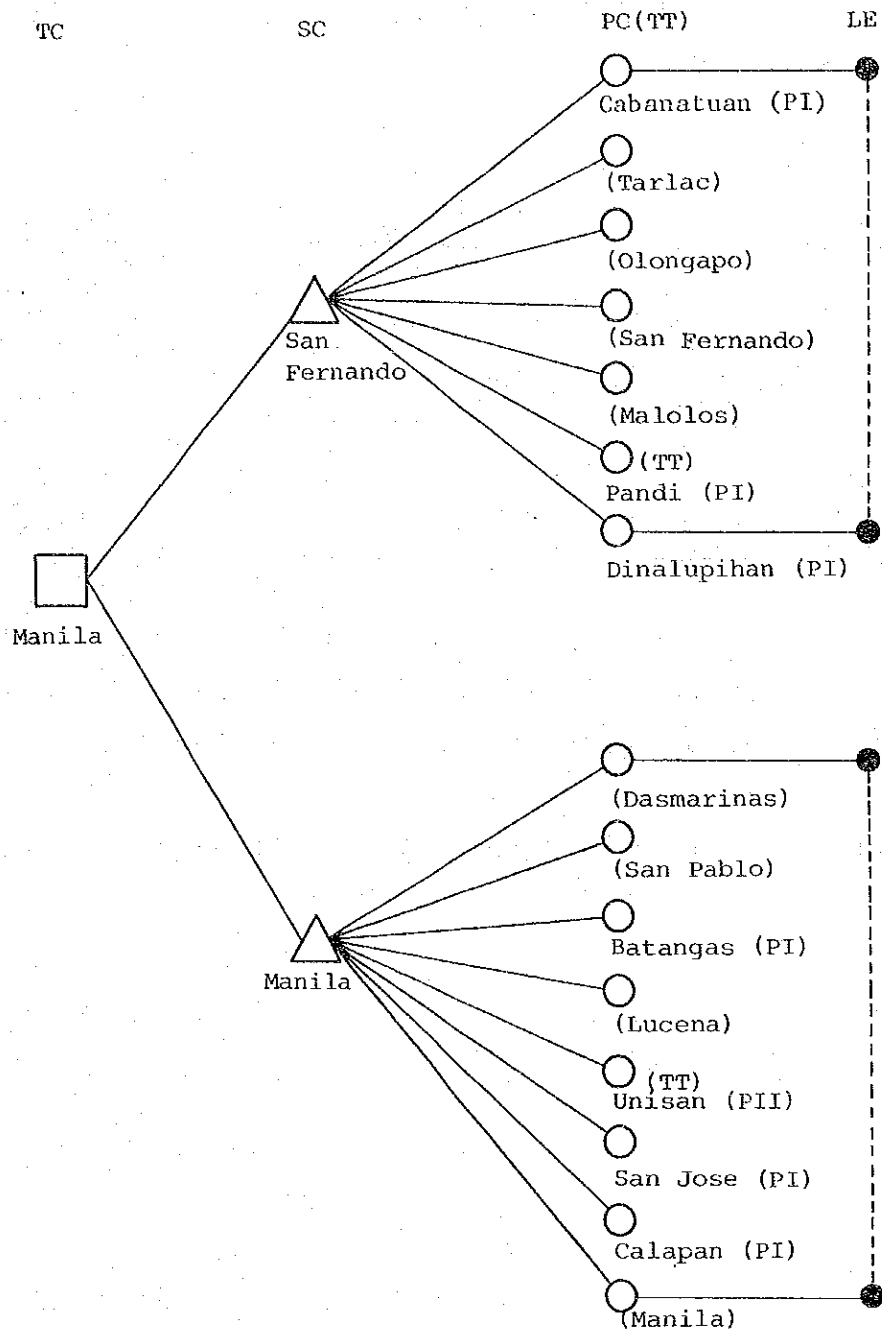 TC SC PC(TT) LE
Cabanatuan (PI)
(Tarlac)
(Olongapo)
San
Fernando
(San Fernando)
(Malolos)
(TT)
Pandi (PI)
Dinalupihan (PI)
Manila
(Dasmarinas)
(San Pablo)
Batangas (PI)
Manila
(Lucena)
(TT)
Unisan (PII)
San Jose (PI)
Calapan (PI)
(Manila)